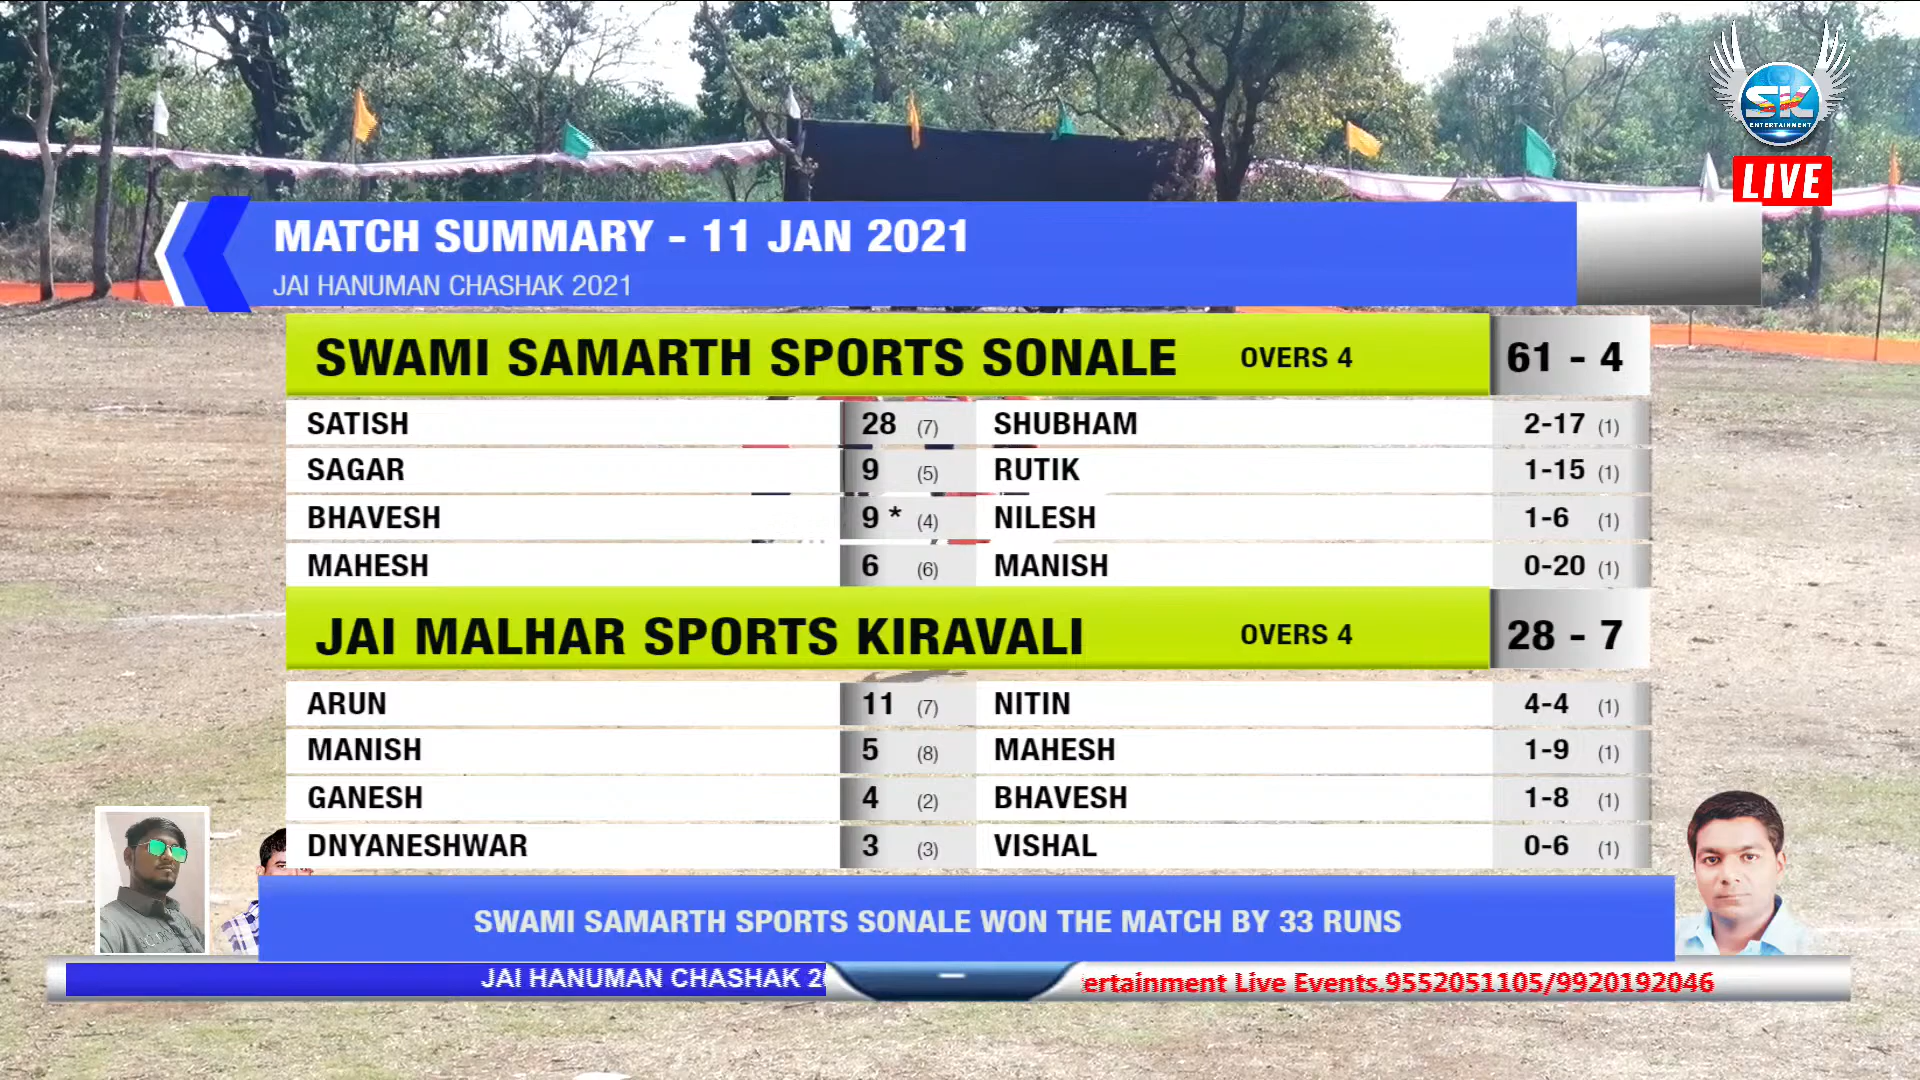 SK
ENTERTAINMENT
LIVE
MATCH SUMMARY - 11 JAN 2021
JAI HANUMAN CHASHAK 2021
SWAMI SAMARTH SPORTS SONALE OVERS 4 61 - 4
SATISH 28 (7) SHUBHAM 2-17 (1)
SAGAR 9 (5) RUTIK 1-15 (1)
BHAVESH 9 * (4) NILESH 1-6 (1)
MAHESH 6 (6) MANISH 0-20 (1)
JAI MALHAR SPORTS KIRAVALI OVERS 4 28 - 7
ARUN 11 (7) NITIN 4-4 (1)
MANISH 5 (8) MAHESH 1-9 (1)
GANESH 4 (2) BHAVESH 1-8 (1)
DNYANESHWAR 3 (3) VISHAL 0-6 (1)
SWAMI SAMARTH SPORTS SONALE WON THE MATCH BY 33 RUNS
JAI HANUMAN CHASHAK 2 – ertainment Live Events.9552051105/9920192046